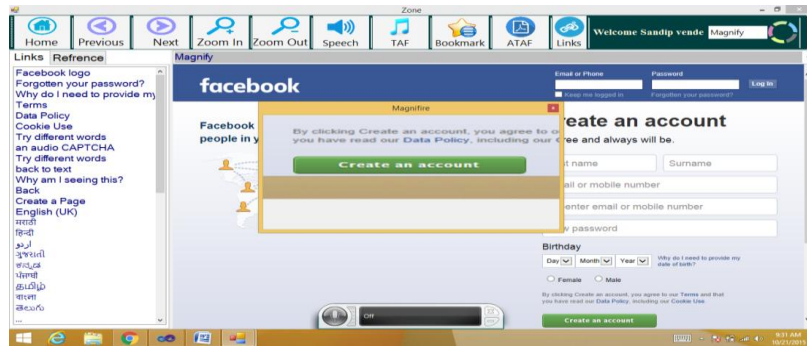 Zone
Home Previous Next Zoom In Zoom Out Speech TAF Bookmark ATAF Links
Welcome Sandip vende Magnify
Links Refrence
Magnify
Facebook logo
Forgotten your password?
Why do I need to provide my
Terms
Data Policy
Cookie Use
Try different words
an audio CAPTCHA
Try different words
back to text
Why am I seeing this?
Back
Create a Page
English (UK)
मराठी
हिन्दी
اردو
ગુજરાતી
ಕನ್ನಡ
ਪੰਜਾਬੀ
தமிழ்
বাংলা
తెలుగు
...
facebook
Email or Phone Password
Log In
Keep me logged in Forgotten your password?
Facebook
people in y
Magnifire
By clicking Create an account, you agree to o
you have read our Data Policy, including our
Create an account
eate an account
ree and always will be.
t name Surname
ail or mobile number
enter email or mobile number
password
Birthday
Day Month Year
Why do I need to provide my
date of birth?
Female Male
By clicking Create an account, you agree to our Terms and that
you have read our Data Policy, including our Cookie Use
Create an account
Off
9:31 AM